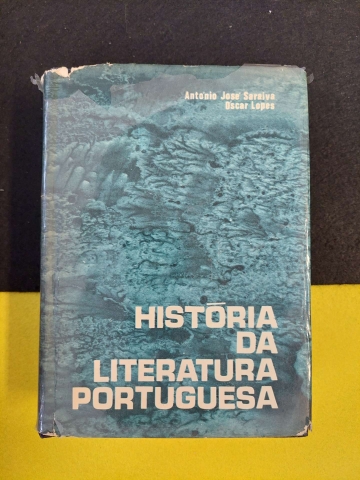 António José Saraiva
Óscar Lopes
HISTÓRIA
DA
LITERATURA
PORTUGUESA